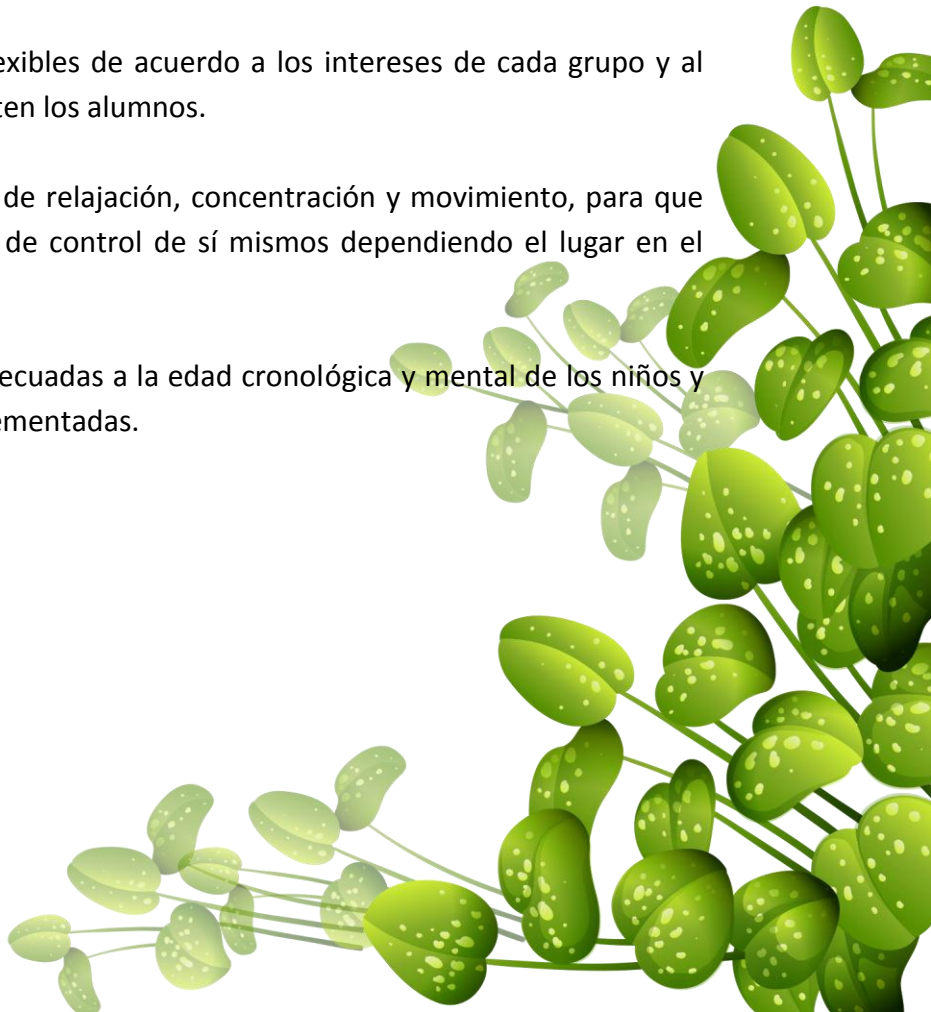 exibles de acuerdo a los intereses de cada grupo y al
ten los alumnos.
de relajación, concentración y movimiento, para que
de control de sí mismos dependiendo el lugar en el
ecuadas a la edad cronológica y mental de los niños y
ementadas.